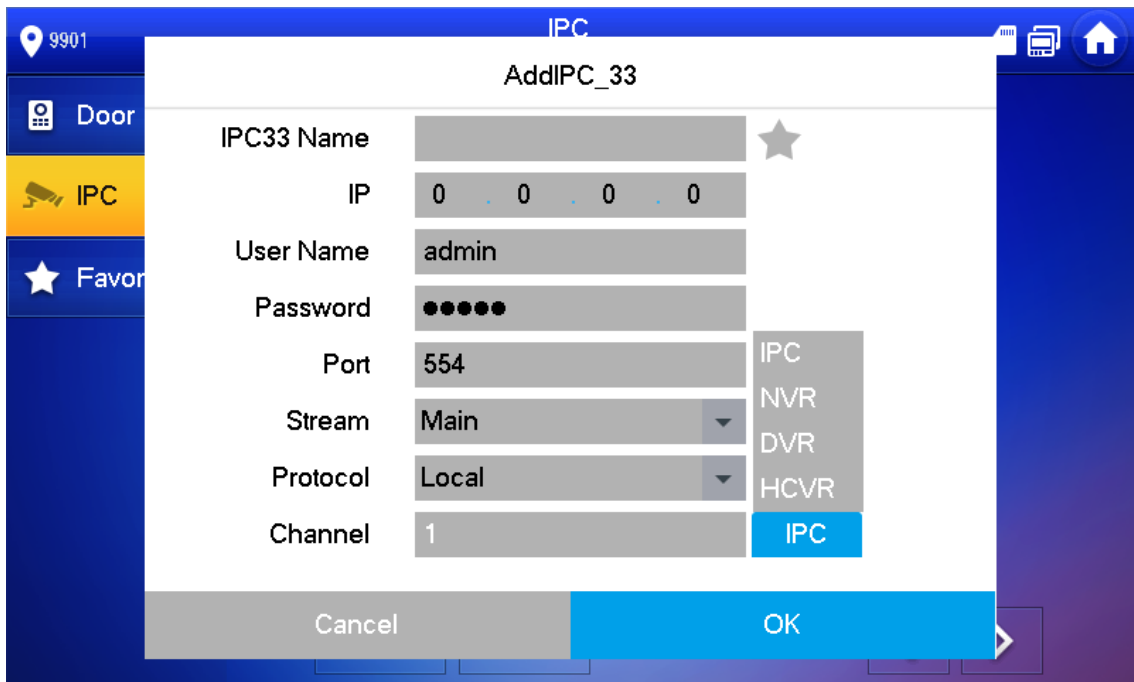 9901
IPC
Door
IPC
Favor
AddIPC_33
IPC33 Name
IP 0 . 0 . 0 . 0
User Name admin
Password ●●●●●
Port 554
Stream Main
Protocol Local
Channel 1
IPC
NVR
DVR
HCVR
IPC
Cancel
OK